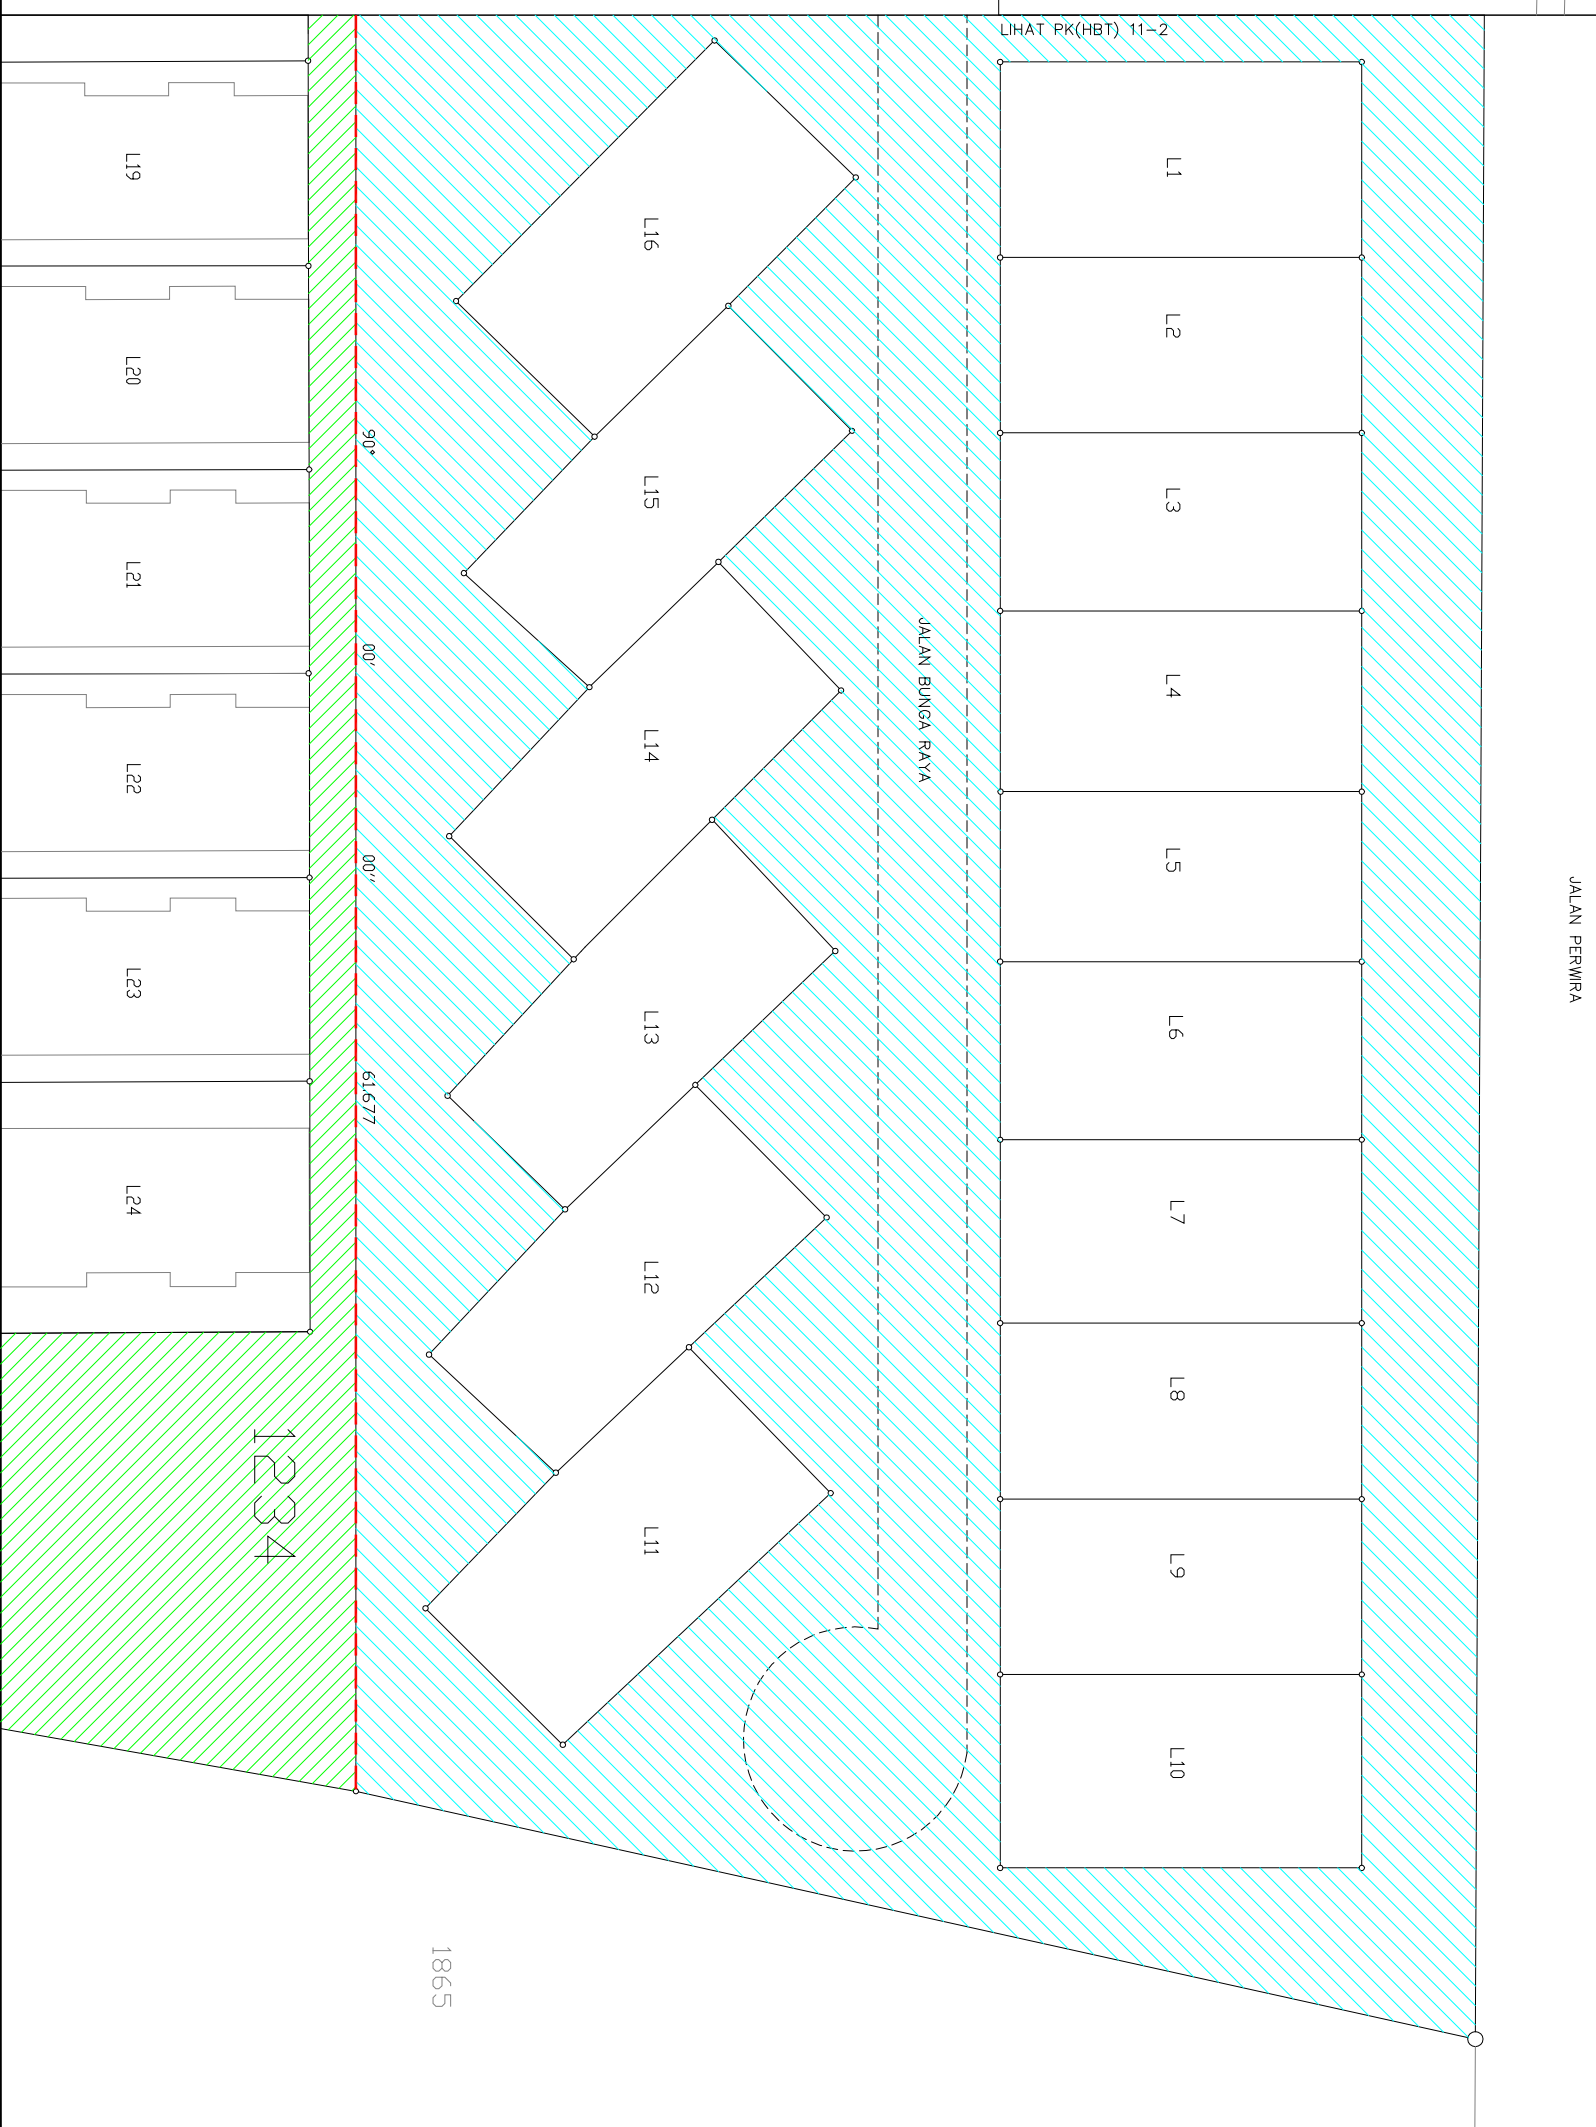 LIHAT PK(HBT) 11-2
L1
L2
L3
L4
L5
L6
L7
L8
L9
L10
JALAN PERWIRA
JALAN BUNGA RAYA
L16
L15
L14
L13
L12
L11
90° 00' 00'' 61.677
L19
L20
L21
L22
L23
L24
1234
1865